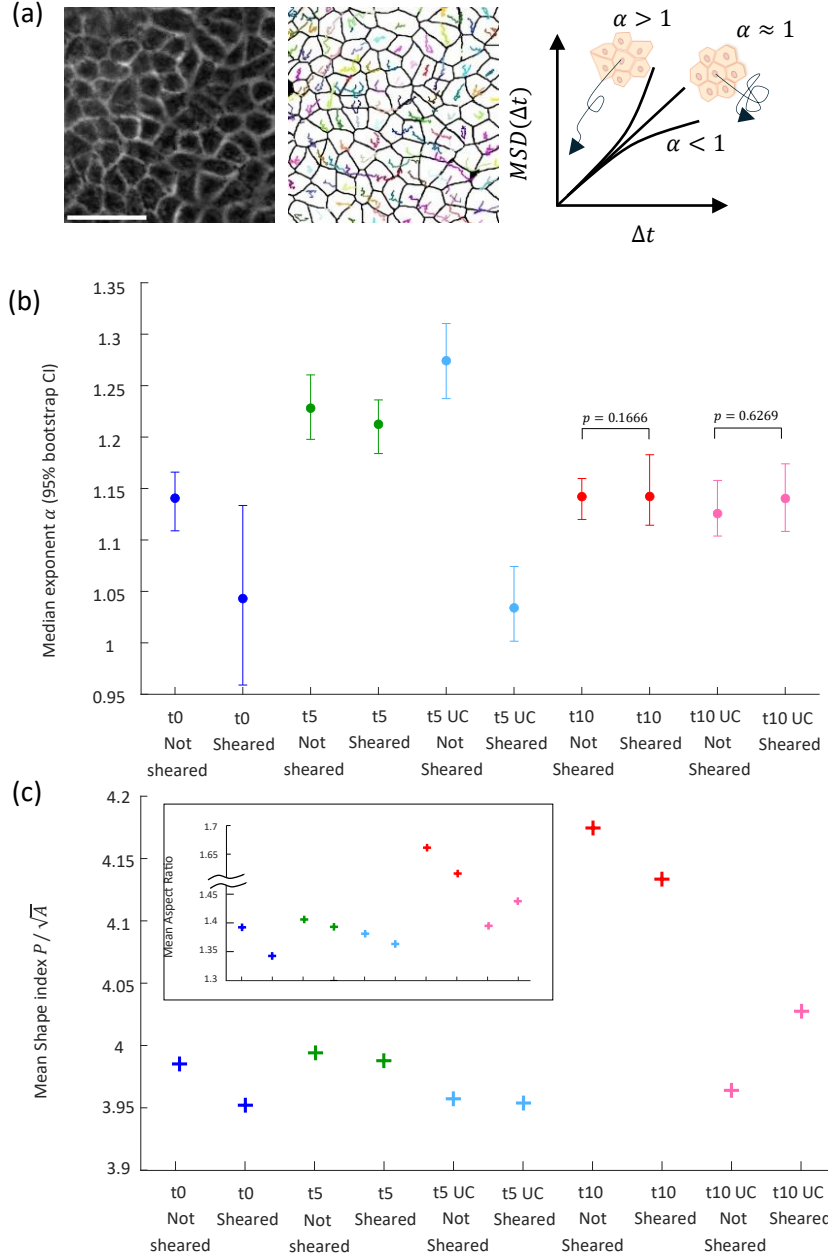 (a)
α > 1
α ≈ 1
α < 1
MSD(Δt)
Δt
(b)
Median exponent α (95% bootstrap CI)
1.35
1.3
1.25
1.2
1.15
1.1
1.05
1
0.95
p = 0.1666
p = 0.6269
t0 t0 t5 t5 t5 UC t5 UC t10 t10 t10 UC t10 UC
Not Sheared Not Sheared Not Sheared Not Sheared Not Sheared
sheared sheared sheared sheared sheared
(c)
Mean Shape index P / √A
4.2
4.15
4.1
4.05
4
3.95
3.9
Mean Aspect Ratio
1.7
1.65
1.45
1.4
1.35
1.3
t0 t0 t5 t5 t5 UC t5 UC t10 t10 t10 UC t10 UC
Not Sheared Not Sheared Not Sheared Not Sheared Not Sheared
sheared sheared sheared sheared sheared